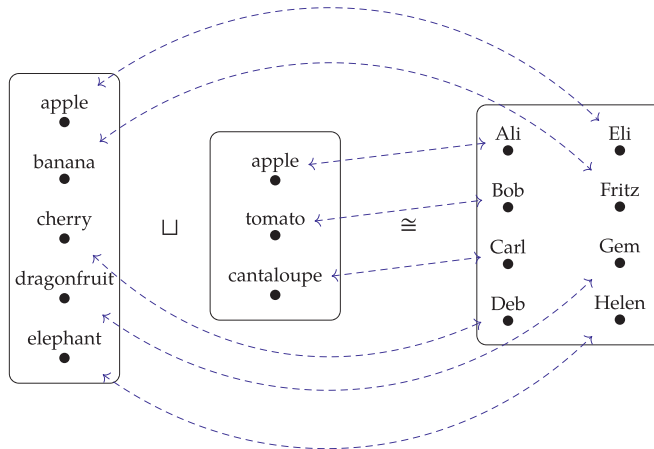 apple
banana
cherry
dragonfruit
elephant
⊔
apple
tomato
cantaloupe
≅
Ali
Bob
Carl
Deb
Eli
Fritz
Gem
Helen